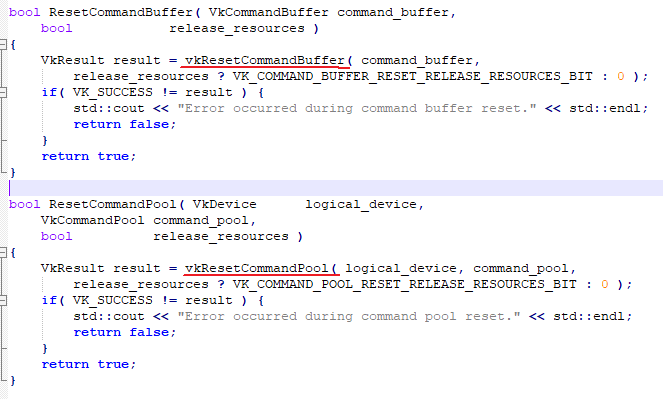 bool ResetCommandBuffer( VkCommandBuffer command_buffer,
    bool            release_resources )
{
    VkResult result = vkResetCommandBuffer( command_buffer,
        release_resources ? VK_COMMAND_BUFFER_RESET_RELEASE_RESOURCES_BIT : 0 );
    if( VK_SUCCESS != result ) {
        std::cout << "Error occurred during command buffer reset." << std::endl;
        return false;
    }
    return true;
}
bool ResetCommandPool( VkDevice      logical_device,
    VkCommandPool command_pool,
    bool          release_resources )
{
    VkResult result = vkResetCommandPool( logical_device, command_pool,
        release_resources ? VK_COMMAND_POOL_RESET_RELEASE_RESOURCES_BIT : 0 );
    if( VK_SUCCESS != result ) {
        std::cout << "Error occurred during command pool reset." << std::endl;
        return false;
    }
    return true;
}